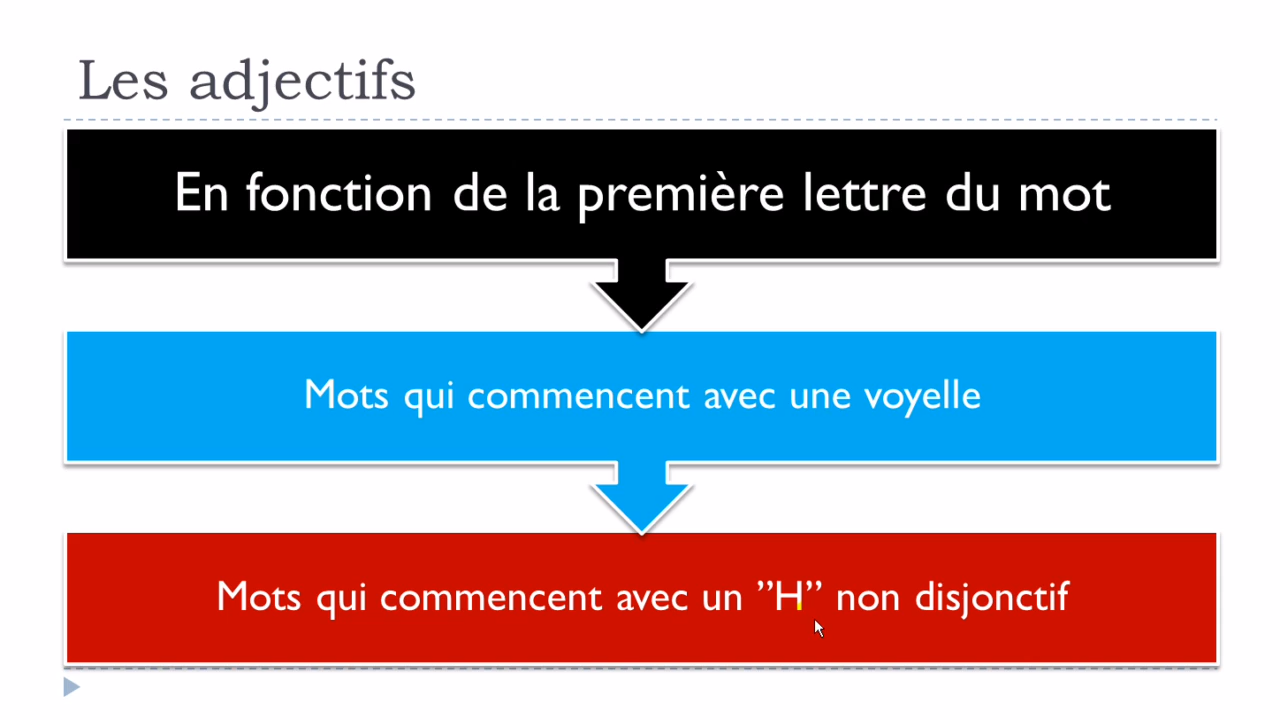 Les adjectifs
En fonction de la première lettre du mot
Mots qui commencent avec une voyelle
Mots qui commencent avec un ”H” non disjonctif